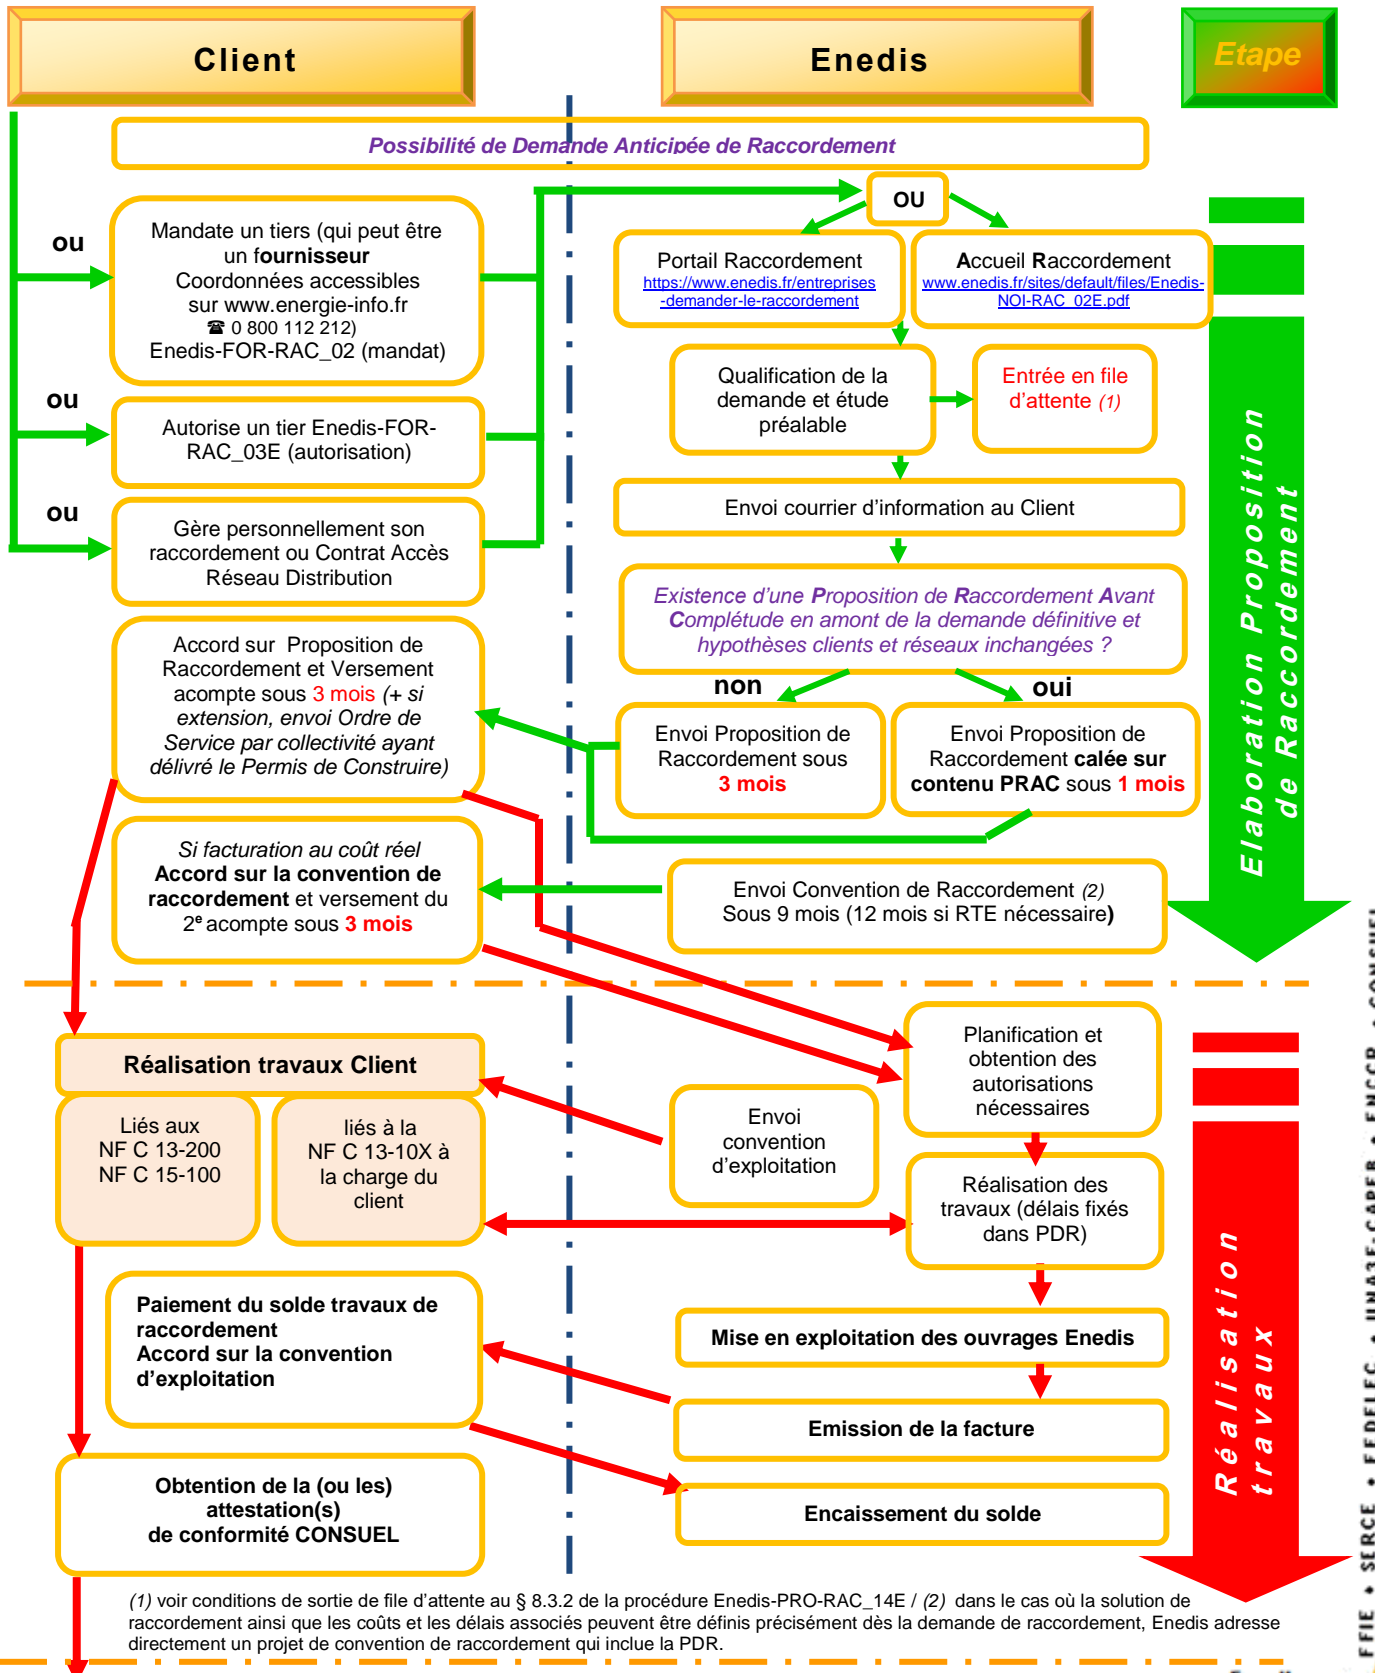 Client
Enedis
Etape
Possibilité de Demande Anticipée de Raccordement
ou
Mandate un tiers (qui peut être
un fournisseur
Coordonnées accessibles
sur www.energie-info.fr
☎ 0 800 112 212)
Enedis-FOR-RAC_02 (mandat)
ou
Autorise un tier Enedis-FOR-
RAC_03E (autorisation)
ou
Gère personnellement son
raccordement ou Contrat Accès
Réseau Distribution
OU
Portail Raccordement
https://www.enedis.fr/entreprises
-demander-le-raccordement
Accueil Raccordement
www.enedis.fr/sites/default/files/Enedis-
NOI-RAC_02E.pdf
Qualification de la
demande et étude
préalable
Entrée en file
d'attente (1)
Envoi courrier d'information au Client
Existence d'une Proposition de Raccordement Avant
Complétude en amont de la demande définitive et
hypothèses clients et réseaux inchangées ?
non
oui
Envoi Proposition de
Raccordement sous
3 mois
Envoi Proposition de
Raccordement calée sur
contenu PRAC sous 1 mois
Accord sur Proposition de
Raccordement et Versement
acompte sous 3 mois (+ si
extension, envoi Ordre de
Service par collectivité ayant
délivré le Permis de Construire)
Si facturation au coût réel
Accord sur la convention de
raccordement et versement du
2e acompte sous 3 mois
Envoi Convention de Raccordement (2)
Sous 9 mois (12 mois si RTE nécessaire)
Elaboration Proposition
de Raccordement
Réalisation travaux Client
Liés aux
NF C 13-200
NF C 15-100
liés à la
NF C 13-10X à
la charge du
client
Envoi
convention
d'exploitation
Planification et
obtention des
autorisations
nécessaires
Réalisation des
travaux (délais fixés
dans PDR)
Paiement du solde travaux de
raccordement
Accord sur la convention
d'exploitation
Mise en exploitation des ouvrages Enedis
Emission de la facture
Encaissement du solde
Obtention de la (ou les)
attestation(s)
de conformité CONSUEL
Réalisation
travaux
(1) voir conditions de sortie de file d'attente au § 8.3.2 de la procédure Enedis-PRO-RAC_14E / (2) dans le cas où la solution de
raccordement ainsi que les coûts et les délais associés peuvent être définis précisément dès la demande de raccordement, Enedis adresse
directement un projet de convention de raccordement qui inclue la PDR.
FFIE • SERCE • FEDELEC • UNA3E-CAPEB • FNCCR • CONSUEL